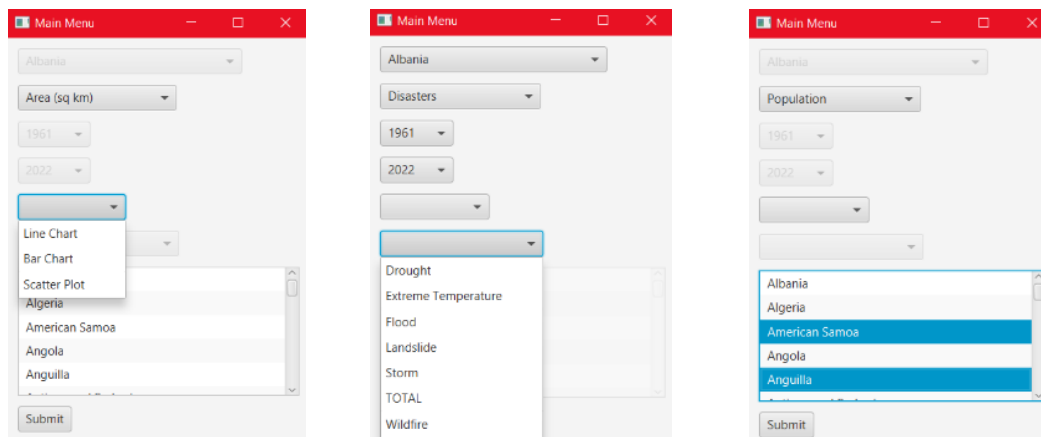 Main Menu
Albania
Area (sq km)
1961
2022
Line Chart
Bar Chart
Scatter Plot
Algeria
American Samoa
Angola
Anguilla
Submit
Main Menu
Albania
Disasters
1961
2022
Drought
Extreme Temperature
Flood
Landslide
Storm
TOTAL
Wildfire
Main Menu
Albania
Population
1961
2022
Albania
Algeria
American Samoa
Angola
Anguilla
Submit